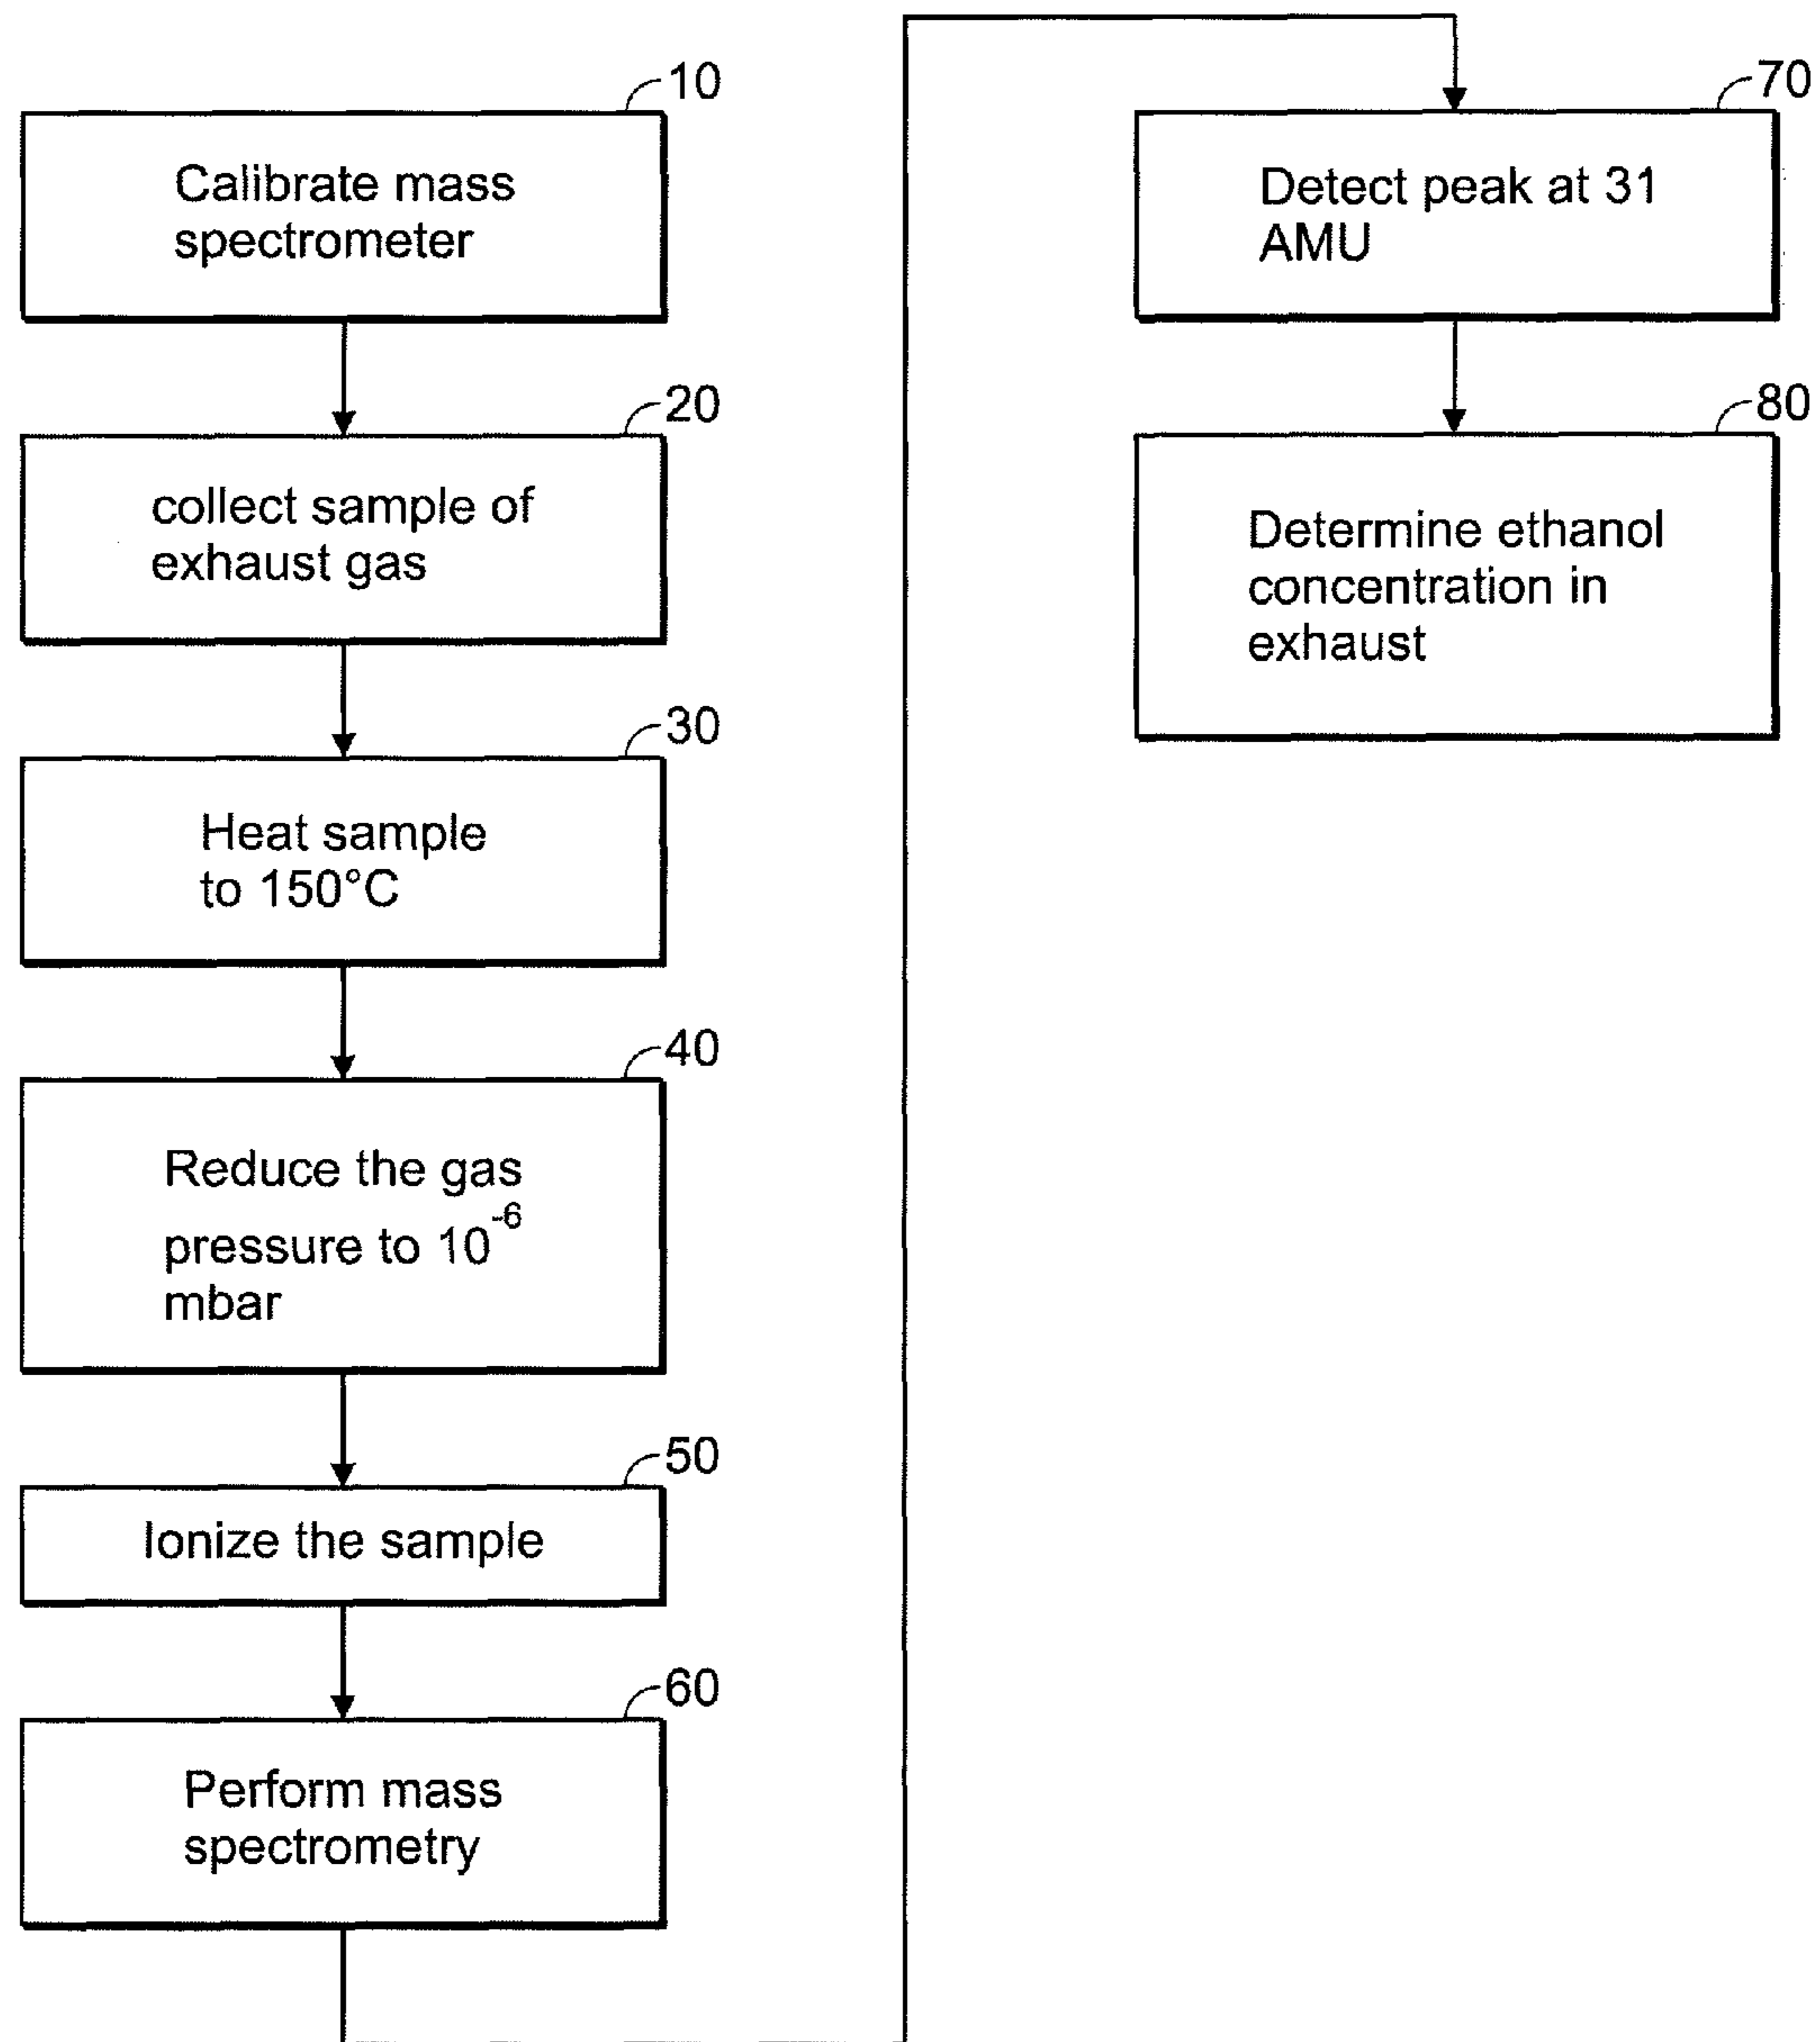 10
Calibrate mass
spectrometer
20
collect sample of
exhaust gas
30
Heat sample
to 150°C
40
Reduce the gas
pressure to 10⁻⁶
mbar
50
Ionize the sample
60
Perform mass
spectrometry
70
Detect peak at 31
AMU
80
Determine ethanol
concentration in
exhaust